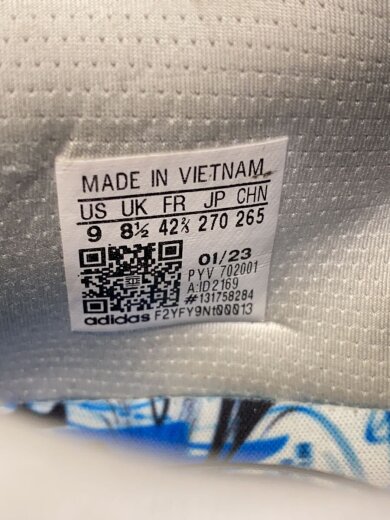 MADE IN VIETNAM
US UK FR JP CHN
9 8½ 42⅔ 270 265
01/23
PYV 702001
A:ID2169
#131758284
adidas F2YFY9Nt00013